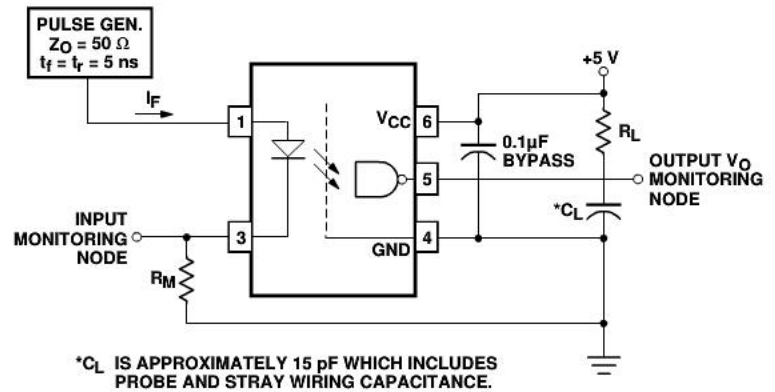 PULSE GEN.
ZO = 50 Ω
tf = tr = 5 ns
+5 V
IF
1
VCC
6
0.1µF
BYPASS
RL
5
OUTPUT VO
MONITORING
NODE
*CL
INPUT
MONITORING
NODE
3
GND
4
RM
*CL IS APPROXIMATELY 15 pF WHICH INCLUDES
PROBE AND STRAY WIRING CAPACITANCE.